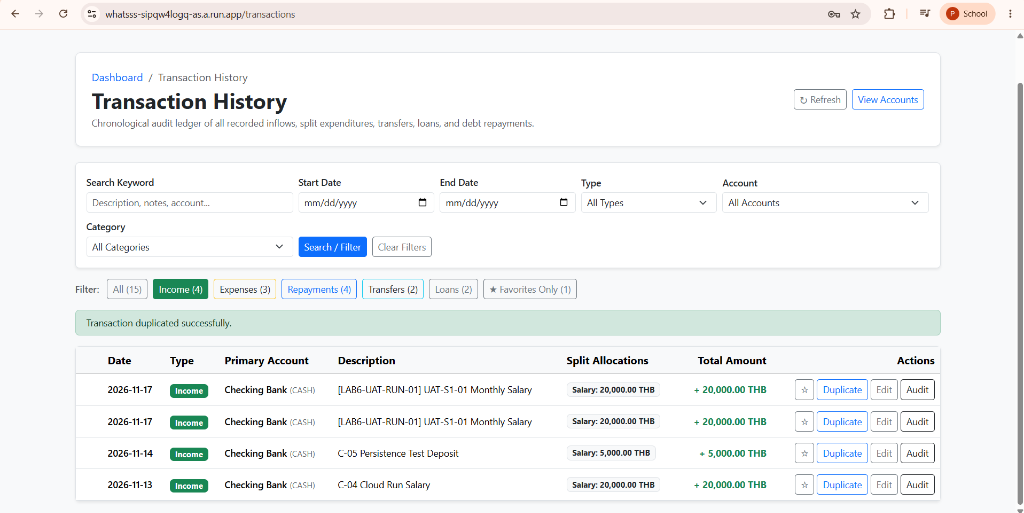 whatsss-sipqw4logq-as.a.run.app/transactions
P School
Dashboard / Transaction History
Transaction History
Chronological audit ledger of all recorded inflows, split expenditures, transfers, loans, and debt repayments.
↻ Refresh View Accounts
Search Keyword Start Date End Date Type Account
Description, notes, account... mm/dd/yyyy mm/dd/yyyy All Types All Accounts
Category
All Categories Search / Filter Clear Filters
Filter: All (15) Income (4) Expenses (3) Repayments (4) Transfers (2) Loans (2) ★ Favorites Only (1)
Transaction duplicated successfully.
Date Type Primary Account Description Split Allocations Total Amount Actions
2026-11-17 Income Checking Bank (CASH) [LAB6-UAT-RUN-01] UAT-S1-01 Monthly Salary Salary: 20,000.00 THB + 20,000.00 THB ☆ Duplicate Edit Audit
2026-11-17 Income Checking Bank (CASH) [LAB6-UAT-RUN-01] UAT-S1-01 Monthly Salary Salary: 20,000.00 THB + 20,000.00 THB ☆ Duplicate Edit Audit
2026-11-14 Income Checking Bank (CASH) C-05 Persistence Test Deposit Salary: 5,000.00 THB + 5,000.00 THB ☆ Duplicate Edit Audit
2026-11-13 Income Checking Bank (CASH) C-04 Cloud Run Salary Salary: 20,000.00 THB + 20,000.00 THB ☆ Duplicate Edit Audit